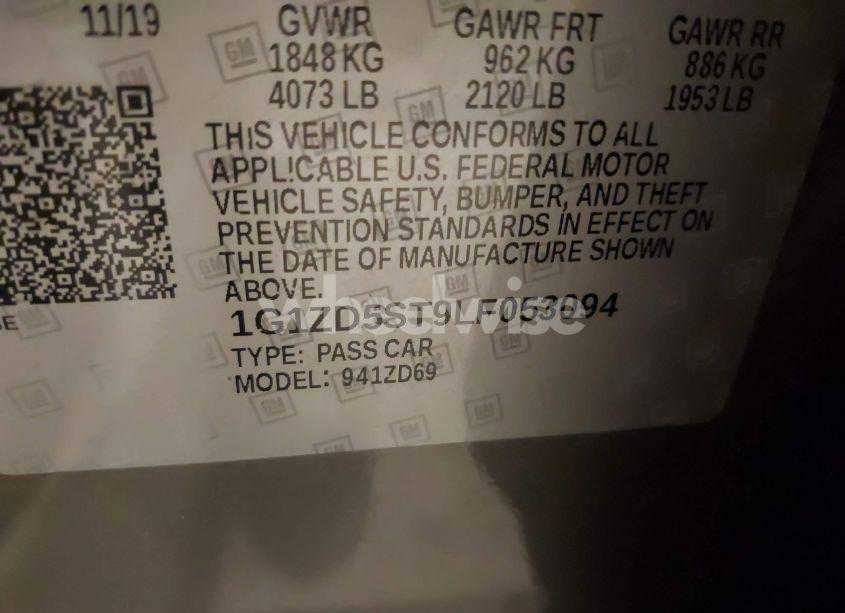 11/19 GVWR GAWR FRT GAWR RR
1848 KG 962 KG 886 KG
4073 LB 2120 LB 1953 LB
THIS VEHICLE CONFORMS TO ALL
APPLICABLE U.S. FEDERAL MOTOR
VEHICLE SAFETY, BUMPER, AND THEFT
PREVENTION STANDARDS IN EFFECT ON
THE DATE OF MANUFACTURE SHOWN
ABOVE.
1G1ZD5ST9LF053094
TYPE: PASS CAR
MODEL: 941ZD69